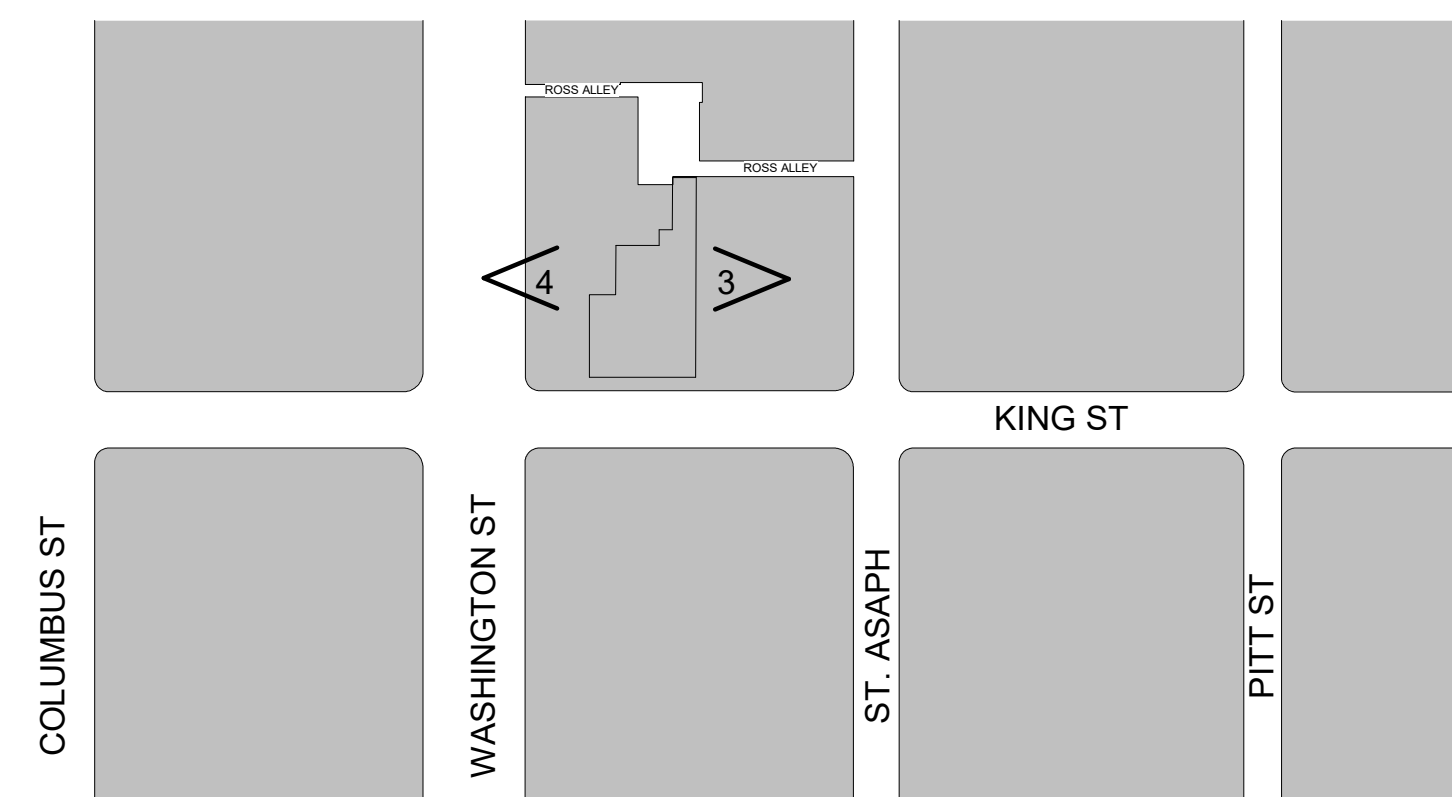 ROSS ALLEY
ROSS ALLEY
4
3
KING ST
COLUMBUS ST
WASHINGTON ST
ST. ASAPH
PITT ST